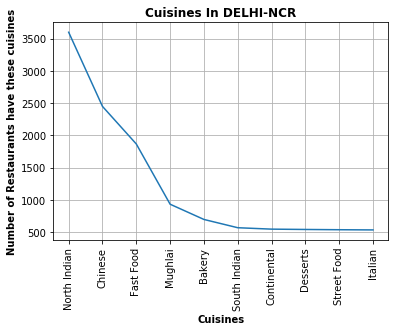 Cuisines In DELHI-NCR
Number of Restaurants have these cuisines
3500
3000
2500
2000
1500
1000
500
North Indian
Chinese
Fast Food
Mughlai
Bakery
South Indian
Continental
Desserts
Street Food
Italian
Cuisines